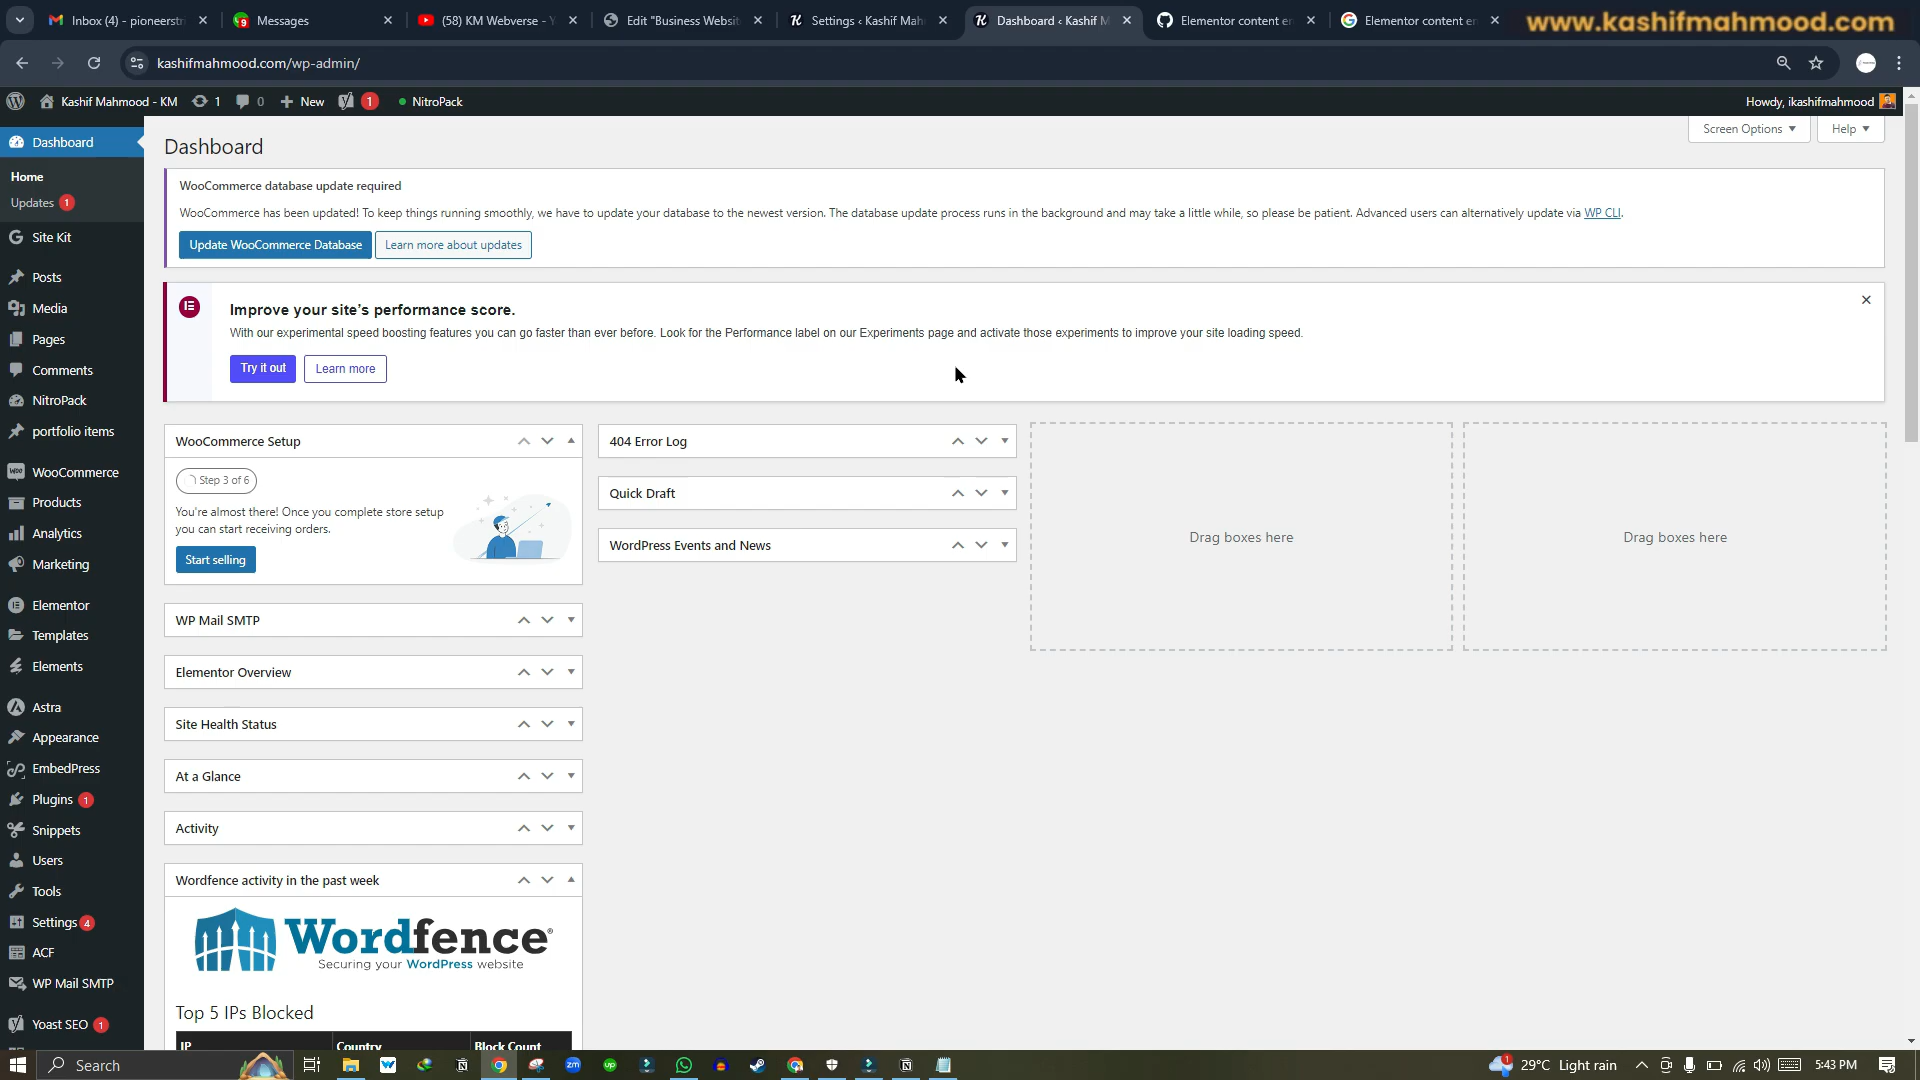 Inbox (4) - pioneerstr
Messages
(58) KM Webverse - Y
Edit "Business Websit
Settings ‹ Kashif Mah
Dashboard ‹ Kashif M
Elementor content er
Elementor content er
www.kashifmahmood.com
kashifmahmood.com/wp-admin/
Kashif Mahmood - KM
1
0
New
1
NitroPack
Howdy, ikashifmahmood
Dashboard
Home
Updates 1
Site Kit
Posts
Media
Pages
Comments
NitroPack
portfolio items
WooCommerce
Products
Analytics
Marketing
Elementor
Templates
Elements
Astra
Appearance
EmbedPress
Plugins 1
Snippets
Users
Tools
Settings 4
ACF
WP Mail SMTP
Yoast SEO 1
Dashboard
Screen Options
Help
WooCommerce database update required
WooCommerce has been updated! To keep things running smoothly, we have to update your database to the newest version. The database update process runs in the background and may take a little while, so please be patient. Advanced users can alternatively update via WP CLI.
Update WooCommerce Database
Learn more about updates
Improve your site's performance score.
With our experimental speed boosting features you can go faster than ever before. Look for the Performance label on our Experiments page and activate those experiments to improve your site loading speed.
Try it out
Learn more
WooCommerce Setup
Step 3 of 6
You're almost there! Once you complete store setup
you can start receiving orders.
Start selling
WP Mail SMTP
Elementor Overview
Site Health Status
At a Glance
Activity
Wordfence activity in the past week
Wordfence®
Securing your WordPress website
Top 5 IPs Blocked
IP
Country
Block Count
404 Error Log
Quick Draft
WordPress Events and News
Drag boxes here
Drag boxes here
Search
1
29°C
Light rain
5:43 PM